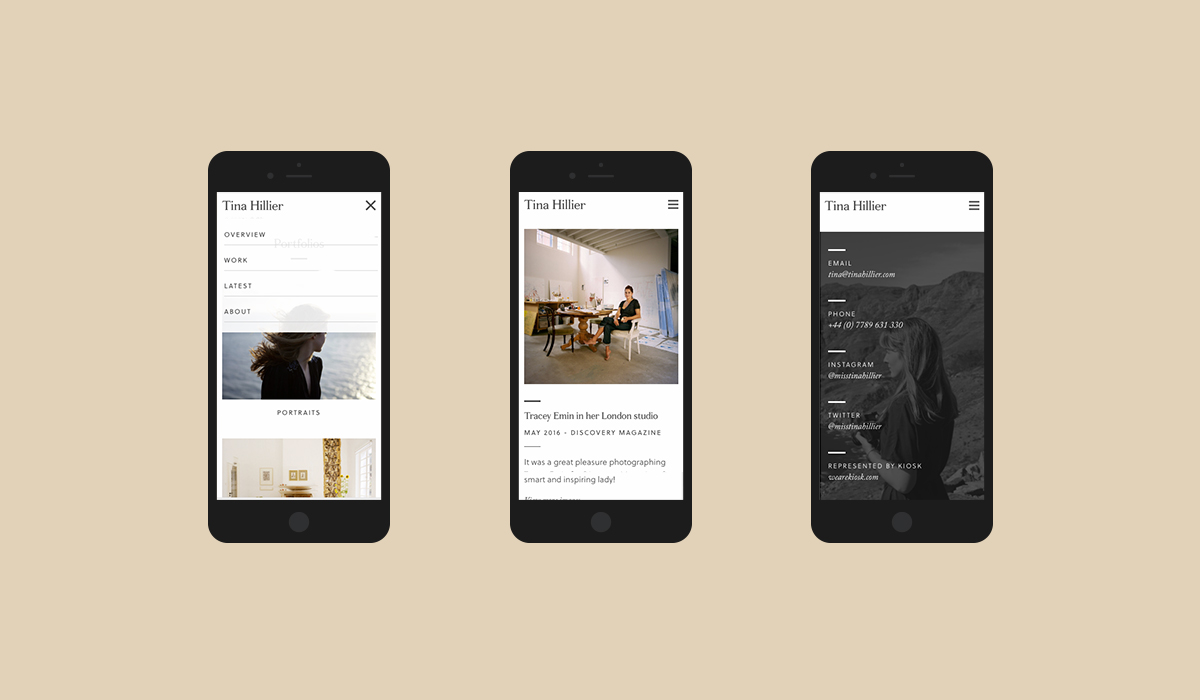 Tina Hillier
OVERVIEW
Portfolios
WORK
LATEST
ABOUT
PORTRAITS
Tina Hillier
Tracey Emin in her London studio
MAY 2016 - DISCOVERY MAGAZINE
It was a great pleasure photographing
smart and inspiring lady!
Tina Hillier
EMAIL
tina@tinahillier.com
PHONE
+44 (0) 7789 631 330
INSTAGRAM
@misstinahillier
TWITTER
@misstinahillier
REPRESENTED BY KIOSK
wearekiosk.com